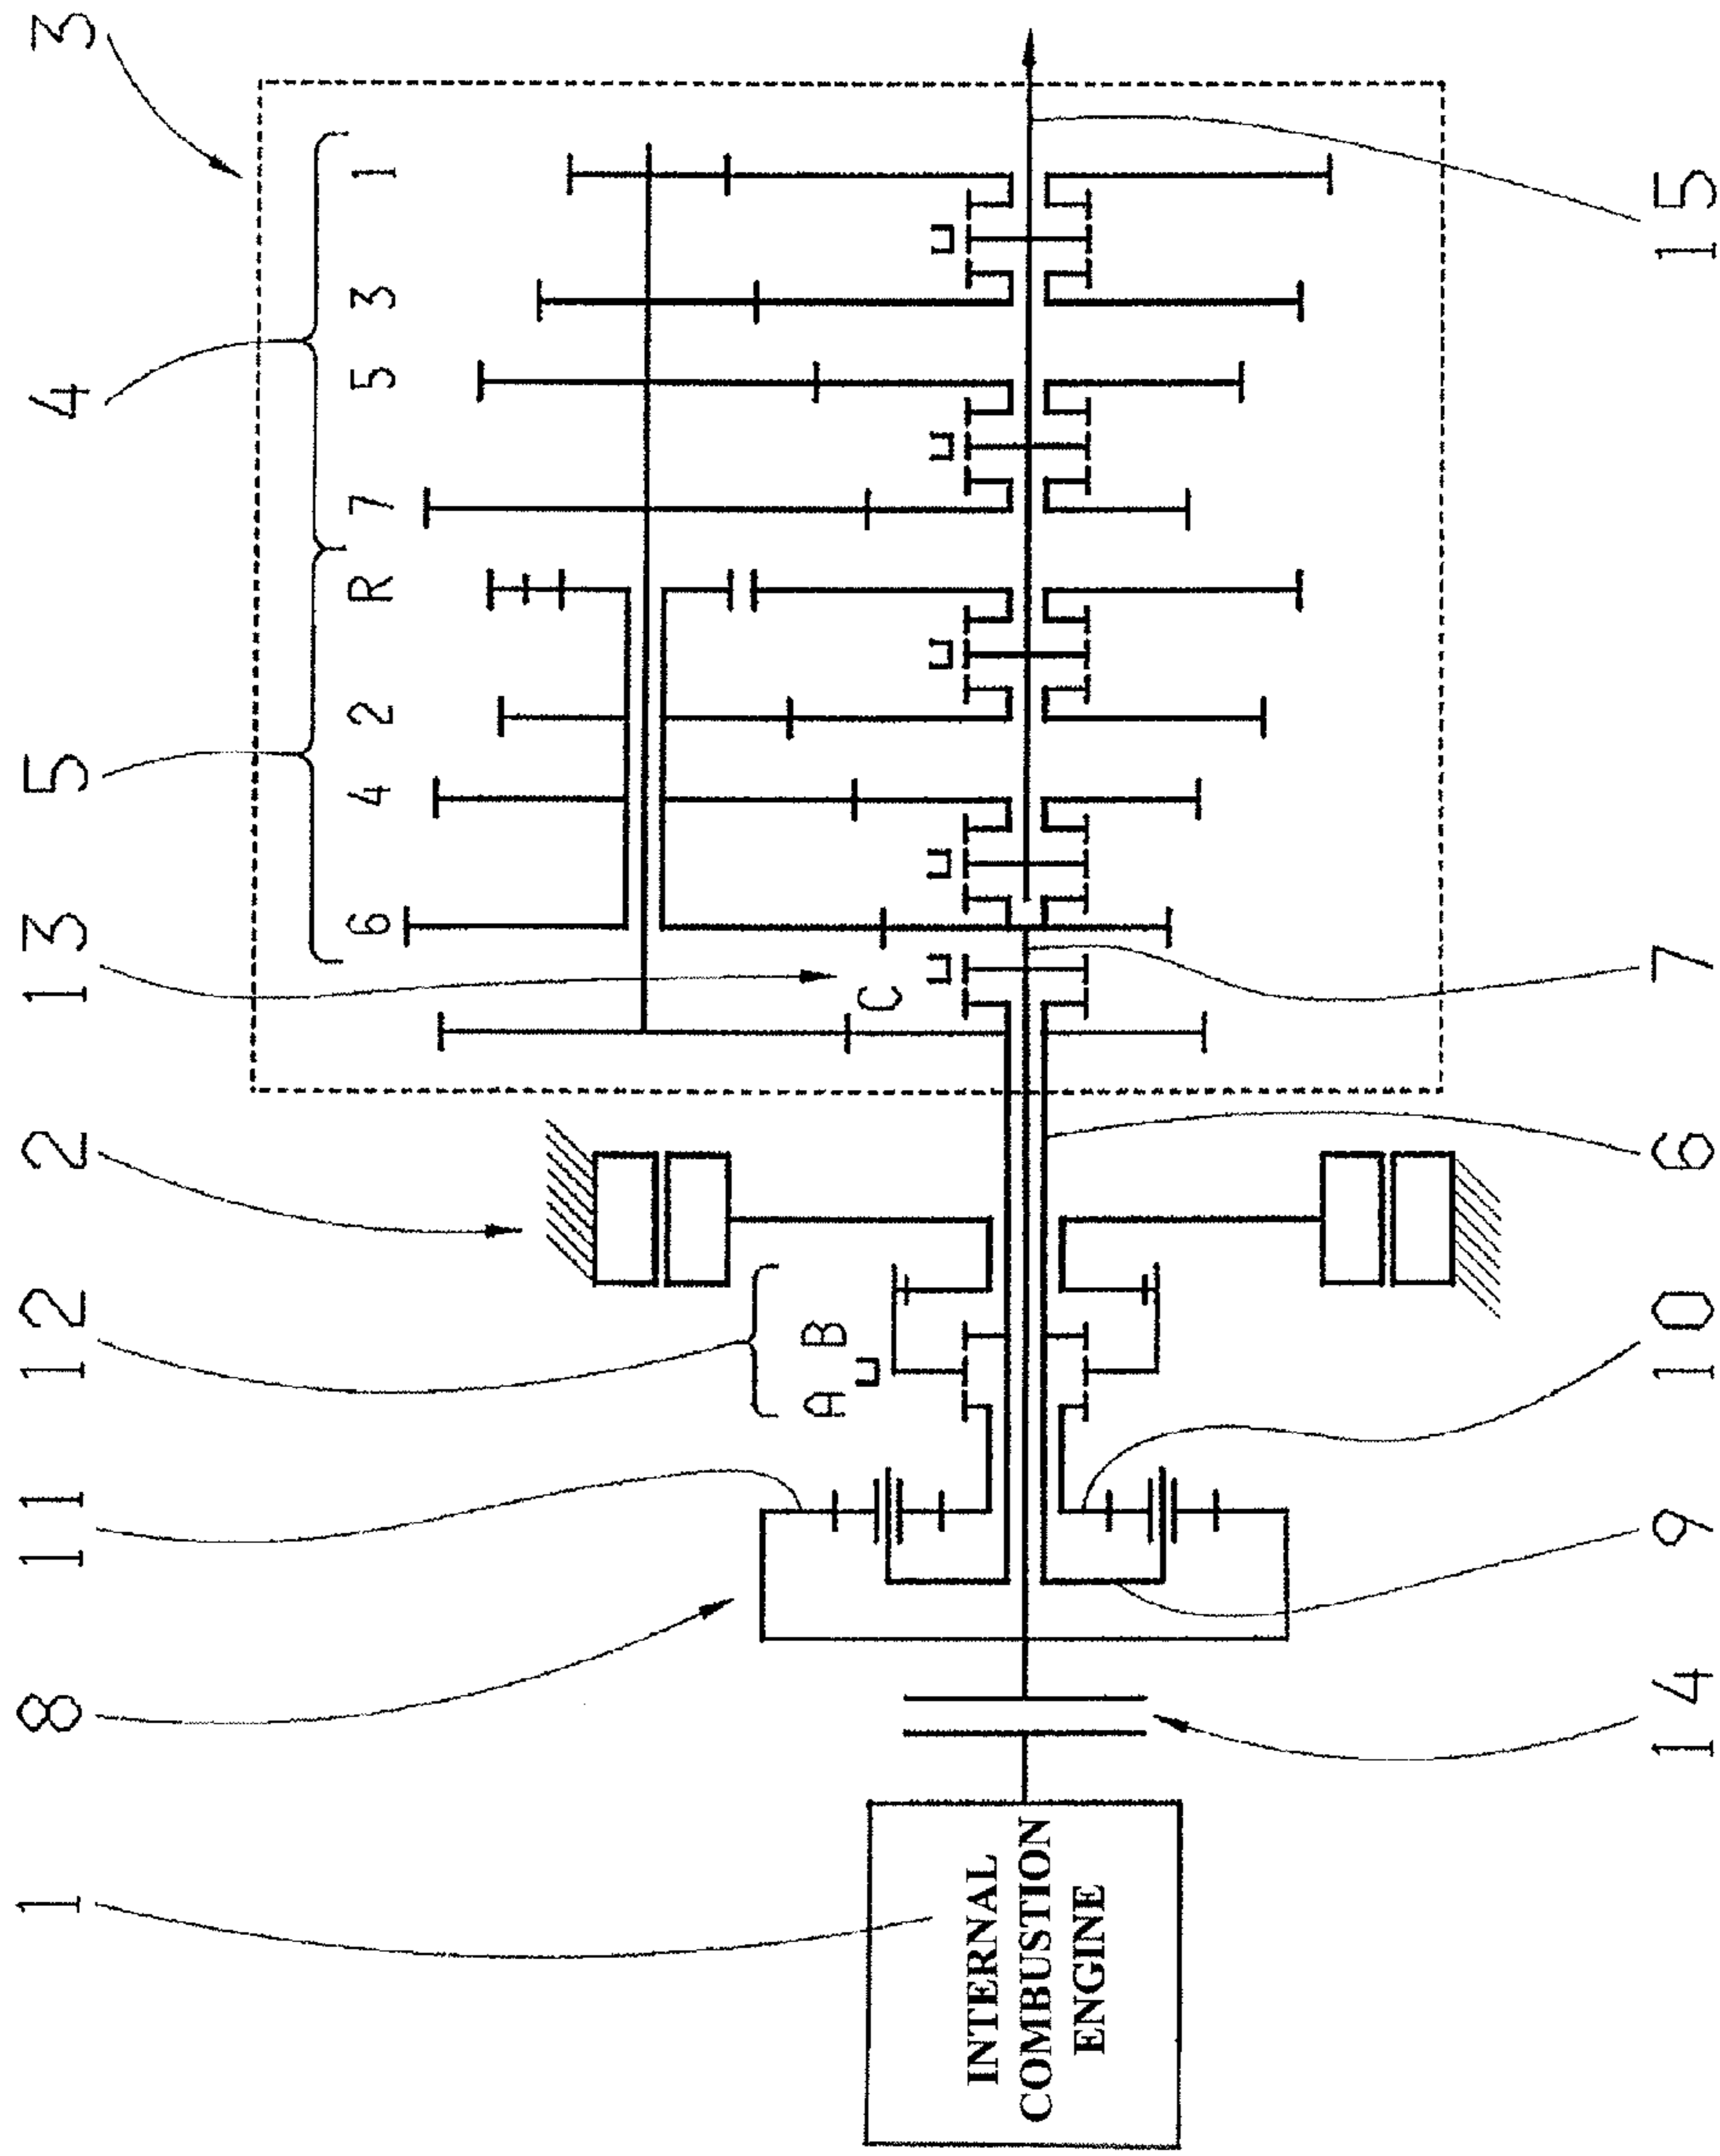 1 8 11 12 2 13 5 4 3
6 4 2 R 7 5 3 1
A B
C
INTERNAL
COMBUSTION
ENGINE
14 9 10 6 7 15